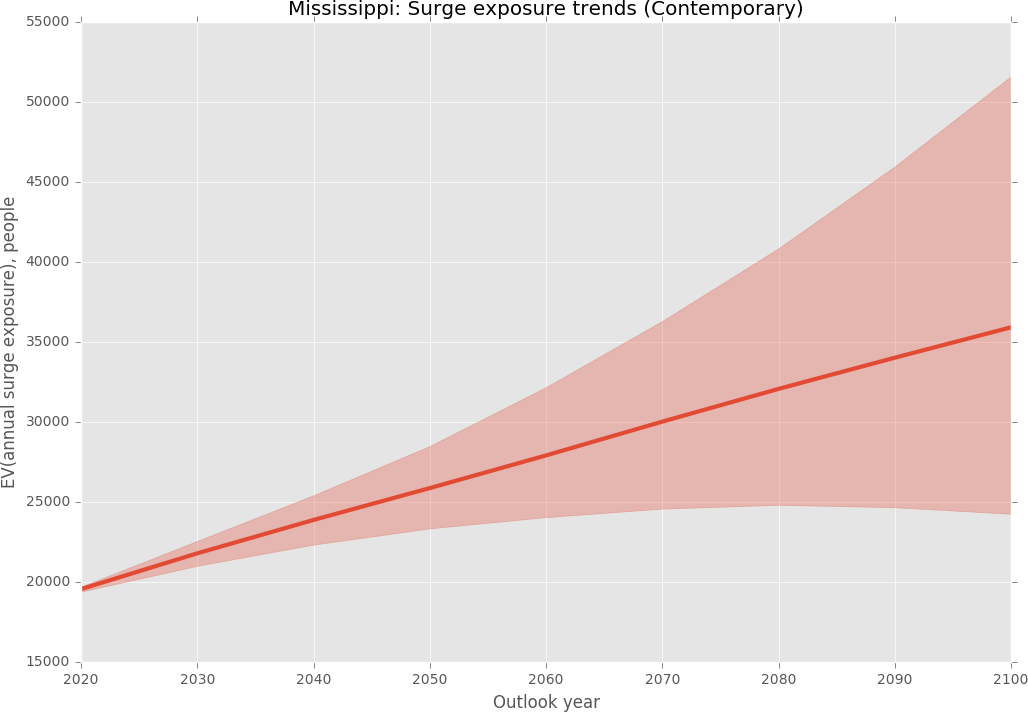 Mississippi: Surge exposure trends (Contemporary)
55000
50000
45000
40000
35000
30000
25000
20000
15000
EV(annual surge exposure), people
2020 2030 2040 2050 2060 2070 2080 2090 2100
Outlook year